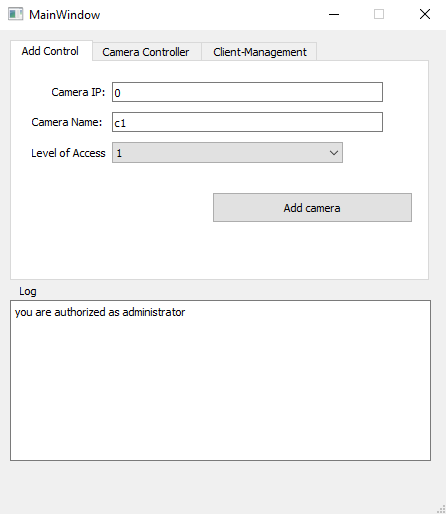 MainWindow
Add Control Camera Controller Client-Management
Camera IP: 0
Camera Name: c1
Level of Access 1
Add camera
Log
you are authorized as administrator